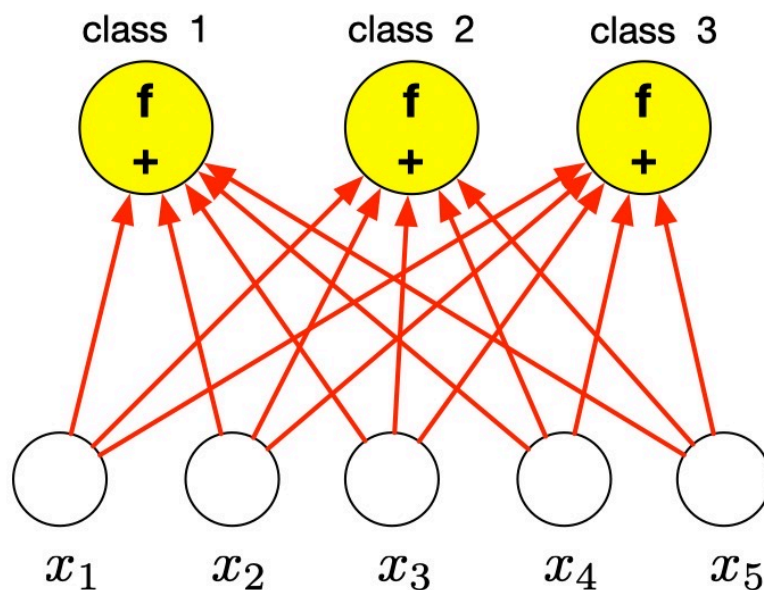 class 1 class 2 class 3
f f f
+ + +
x₁ x₂ x₃ x₄ x₅